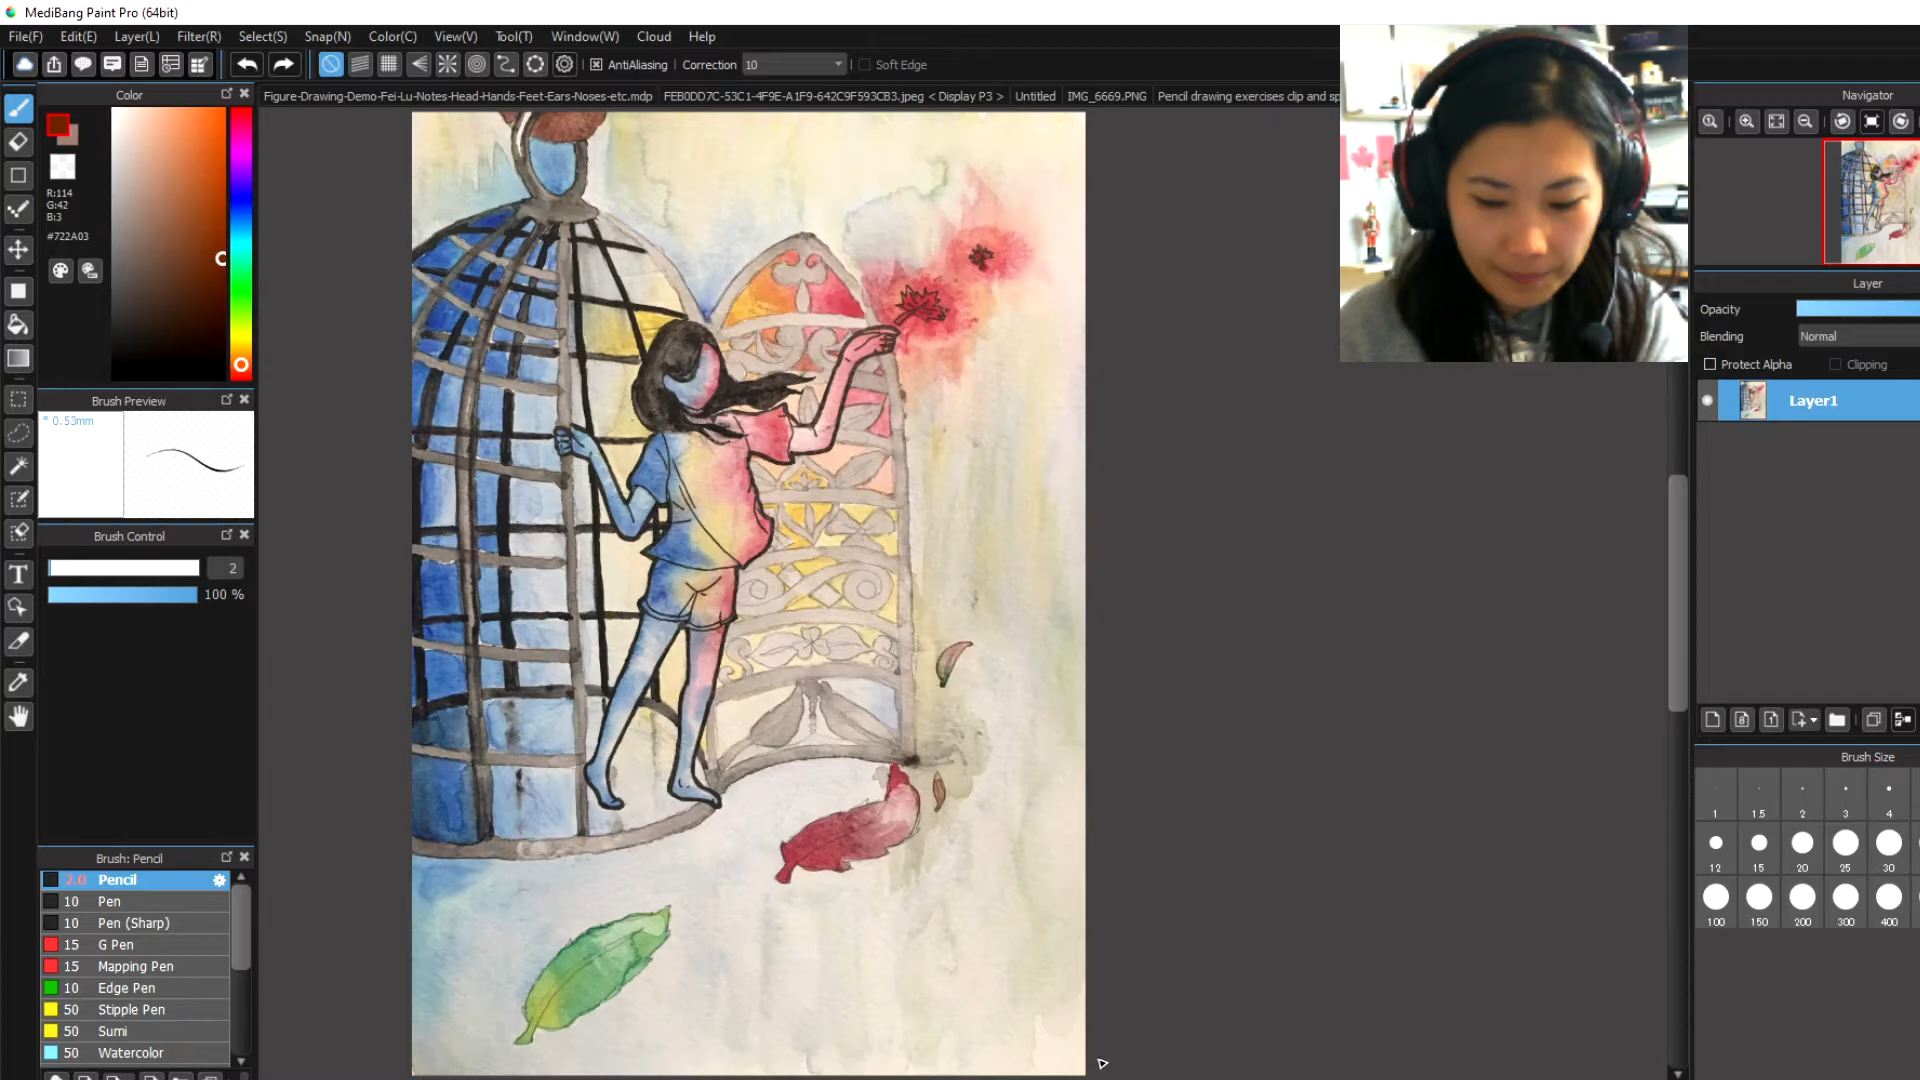 MediBang Paint Pro (64bit)
File(F) Edit(E) Layer(L) Filter(R) Select(S) Snap(N) Color(C) View(V) Tool(T) Window(W) Cloud Help
AntiAliasing Correction 10 Soft Edge
Figure-Drawing-Demo-Fei-Lu-Notes-Head-Hands-Feet-Ears-Noses-etc.mdp FEB0DD7C-53C1-4F9E-A1F9-642C9F593CB3.jpeg < Display P3 > Untitled IMG_6669.PNG Pencil drawing exercises clip and sp
Color
R:114
G:42
B:3
#722A03
Brush Preview
* 0.53mm
Brush Control
2
100 %
Brush: Pencil
2.0 Pencil
10 Pen
10 Pen (Sharp)
15 G Pen
15 Mapping Pen
10 Edge Pen
50 Stipple Pen
50 Sumi
50 Watercolor
Navigator
Layer
Opacity
Blending Normal
Protect Alpha Clipping
Layer1
Brush Size
1 1.5 2 3 4
12 15 20 25 30
100 150 200 300 400